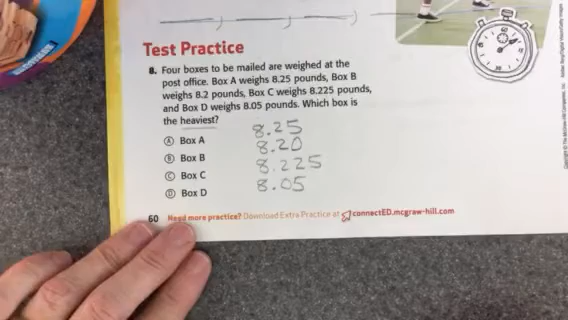 Test Practice
8. Four boxes to be mailed are weighed at the
post office. Box A weighs 8.25 pounds, Box B
weighs 8.2 pounds, Box C weighs 8.225 pounds,
and Box D weighs 8.05 pounds. Which box is
the heaviest?
Ⓐ Box A 8.25
Ⓑ Box B 8.20
Ⓒ Box C 8.225
Ⓓ Box D 8.05
60 Need more practice? Download Extra Practice at connectED.mcgraw-hill.com